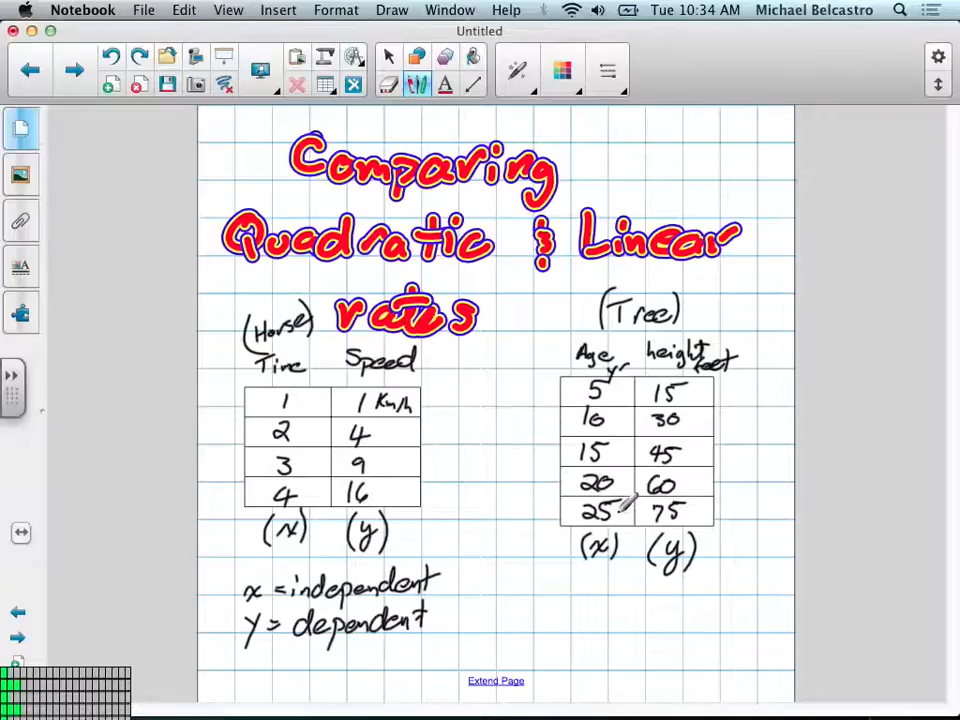 Notebook File Edit View Insert Format Draw Window Help Tue 10:34 AM Michael Belcastro
Untitled
Comparing
Quadratic & Linear
rates
(Horse)
Time Speed
1 1 Km/h
2 4
3 9
4 16
(x) (y)
x = independent
y = dependent
(Tree)
Age yr height feet
5 15
10 30
15 45
20 60
25 75
(x) (y)
Extend Page